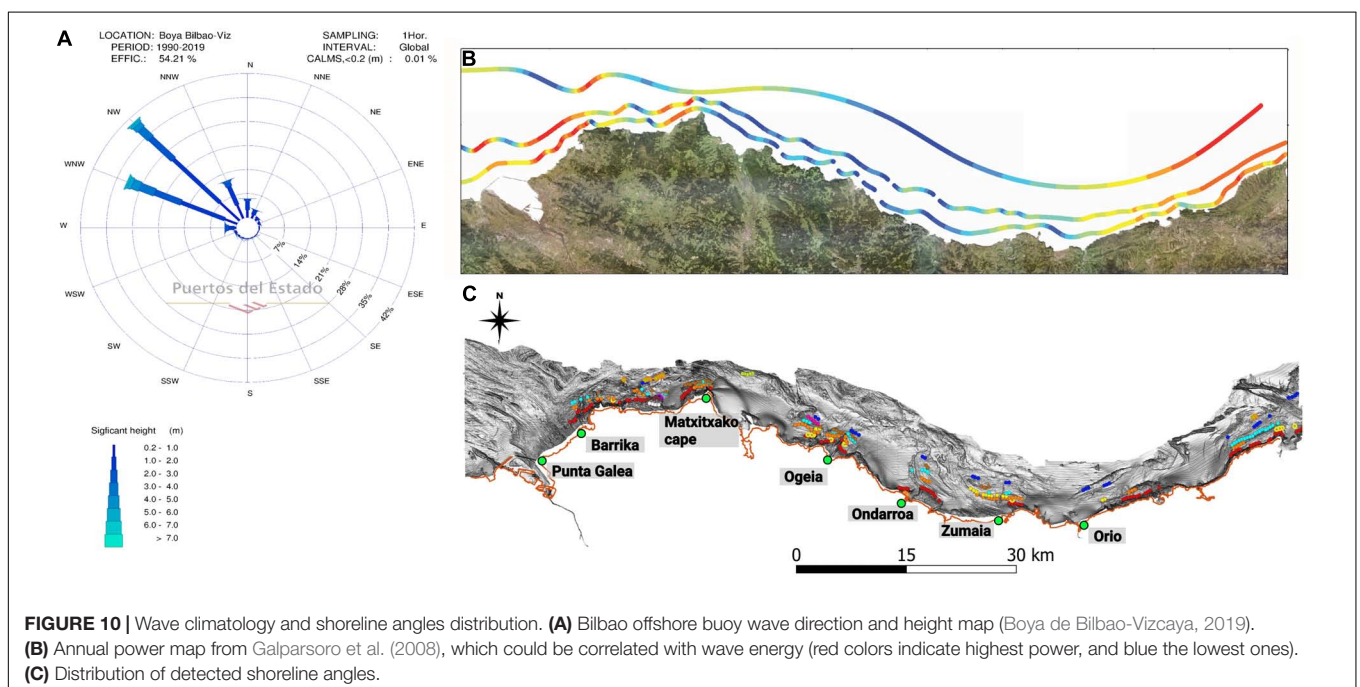 A
LOCATION: Boya Bilbao-Viz
PERIOD: 1990-2019
EFFIC.: 54.21 %
SAMPLING: 1Hor.
INTERVAL: Global
CALMS,<0.2 (m) : 0.01 %
N
NNW
NNE
NW
NE
WNW
ENE
W
E
7%
14%
21%
28%
35%
42%
WSW
ESE
Puertos del Estado
SW
SE
SSW
SSE
S
Sigficant height (m)
0.2 - 1.0
1.0 - 2.0
2.0 - 3.0
3.0 - 4.0
4.0 - 5.0
5.0 - 6.0
6.0 - 7.0
> 7.0
B
C
N
Matxitxako
cape
Barrika
Punta Galea
Ogeia
Ondarroa
Zumaia
Orio
0 15 30 km
FIGURE 10 | Wave climatology and shoreline angles distribution. (A) Bilbao offshore buoy wave direction and height map (Boya de Bilbao-Vizcaya, 2019).
(B) Annual power map from Galparsoro et al. (2008), which could be correlated with wave energy (red colors indicate highest power, and blue the lowest ones).
(C) Distribution of detected shoreline angles.